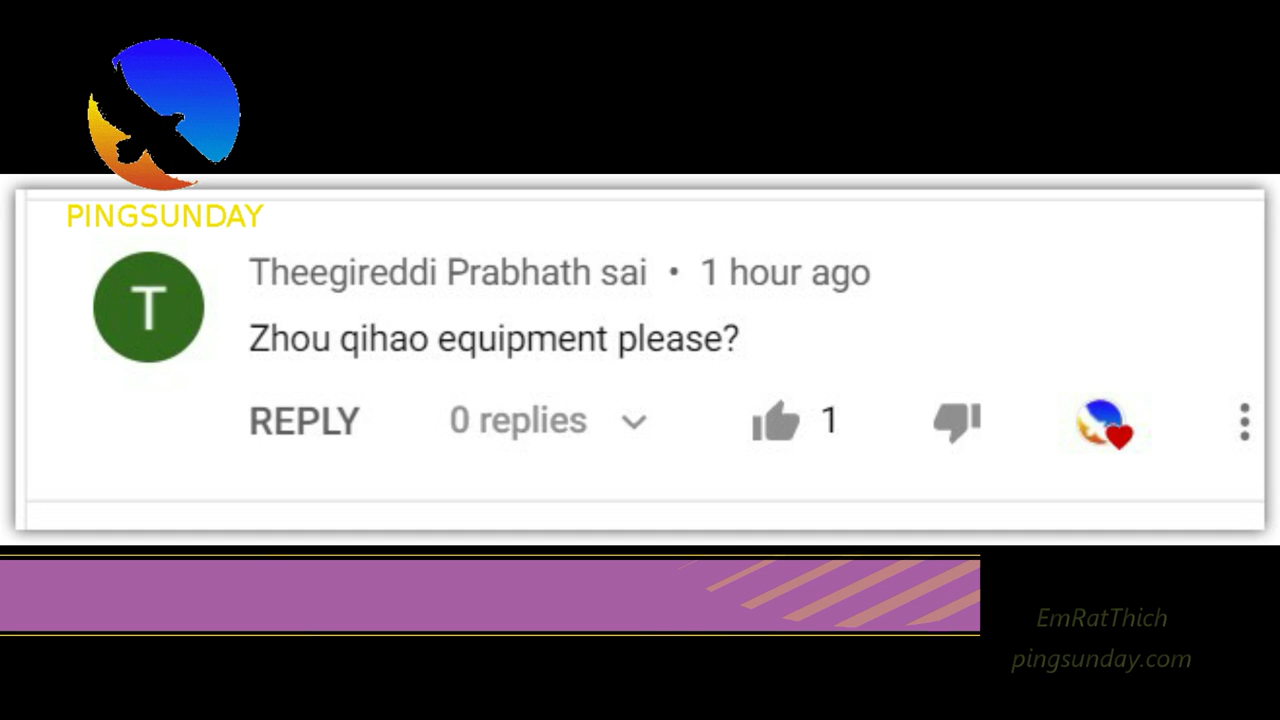 PINGSUNDAY
T
Theegireddi Prabhath sai • 1 hour ago
Zhou qihao equipment please?
REPLY 0 replies 1
EmRatThich
pingsunday.com